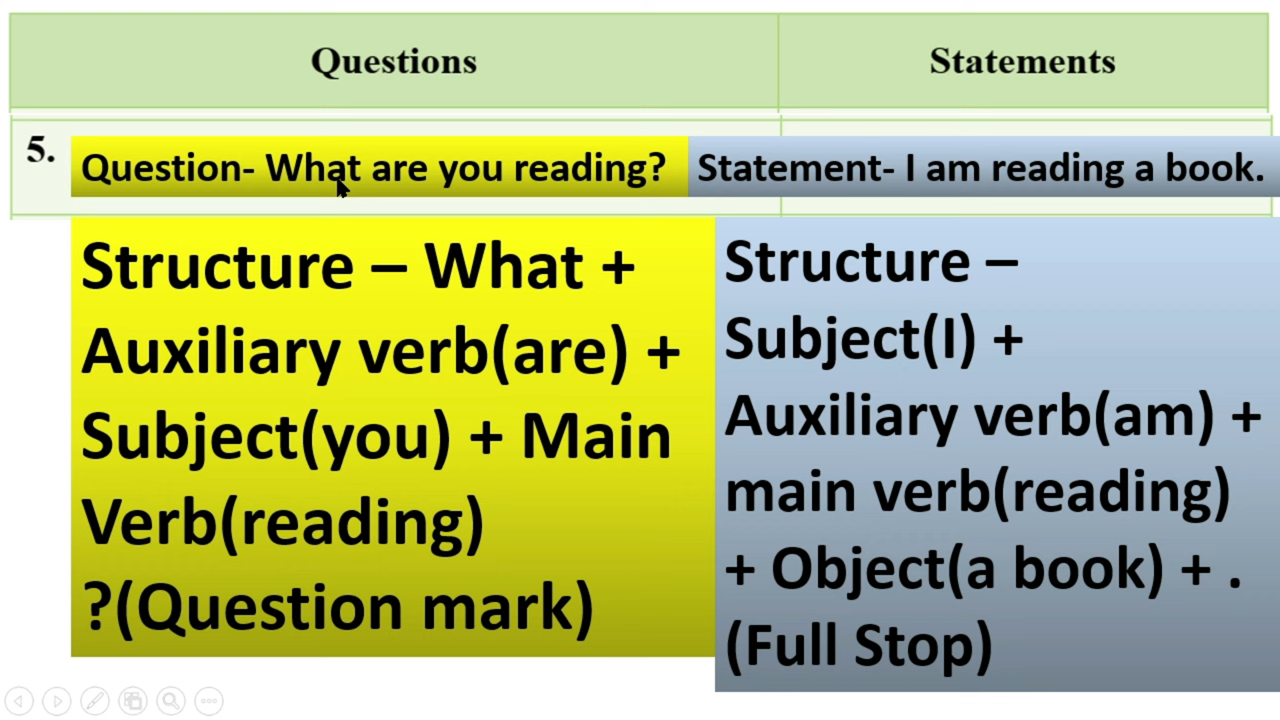 Questions
Statements
5.
Question- What are you reading?
Statement- I am reading a book.
Structure – What +
Auxiliary verb(are) +
Subject(you) + Main
Verb(reading)
?(Question mark)
Structure –
Subject(I) +
Auxiliary verb(am) +
main verb(reading)
+ Object(a book) + .
(Full Stop)